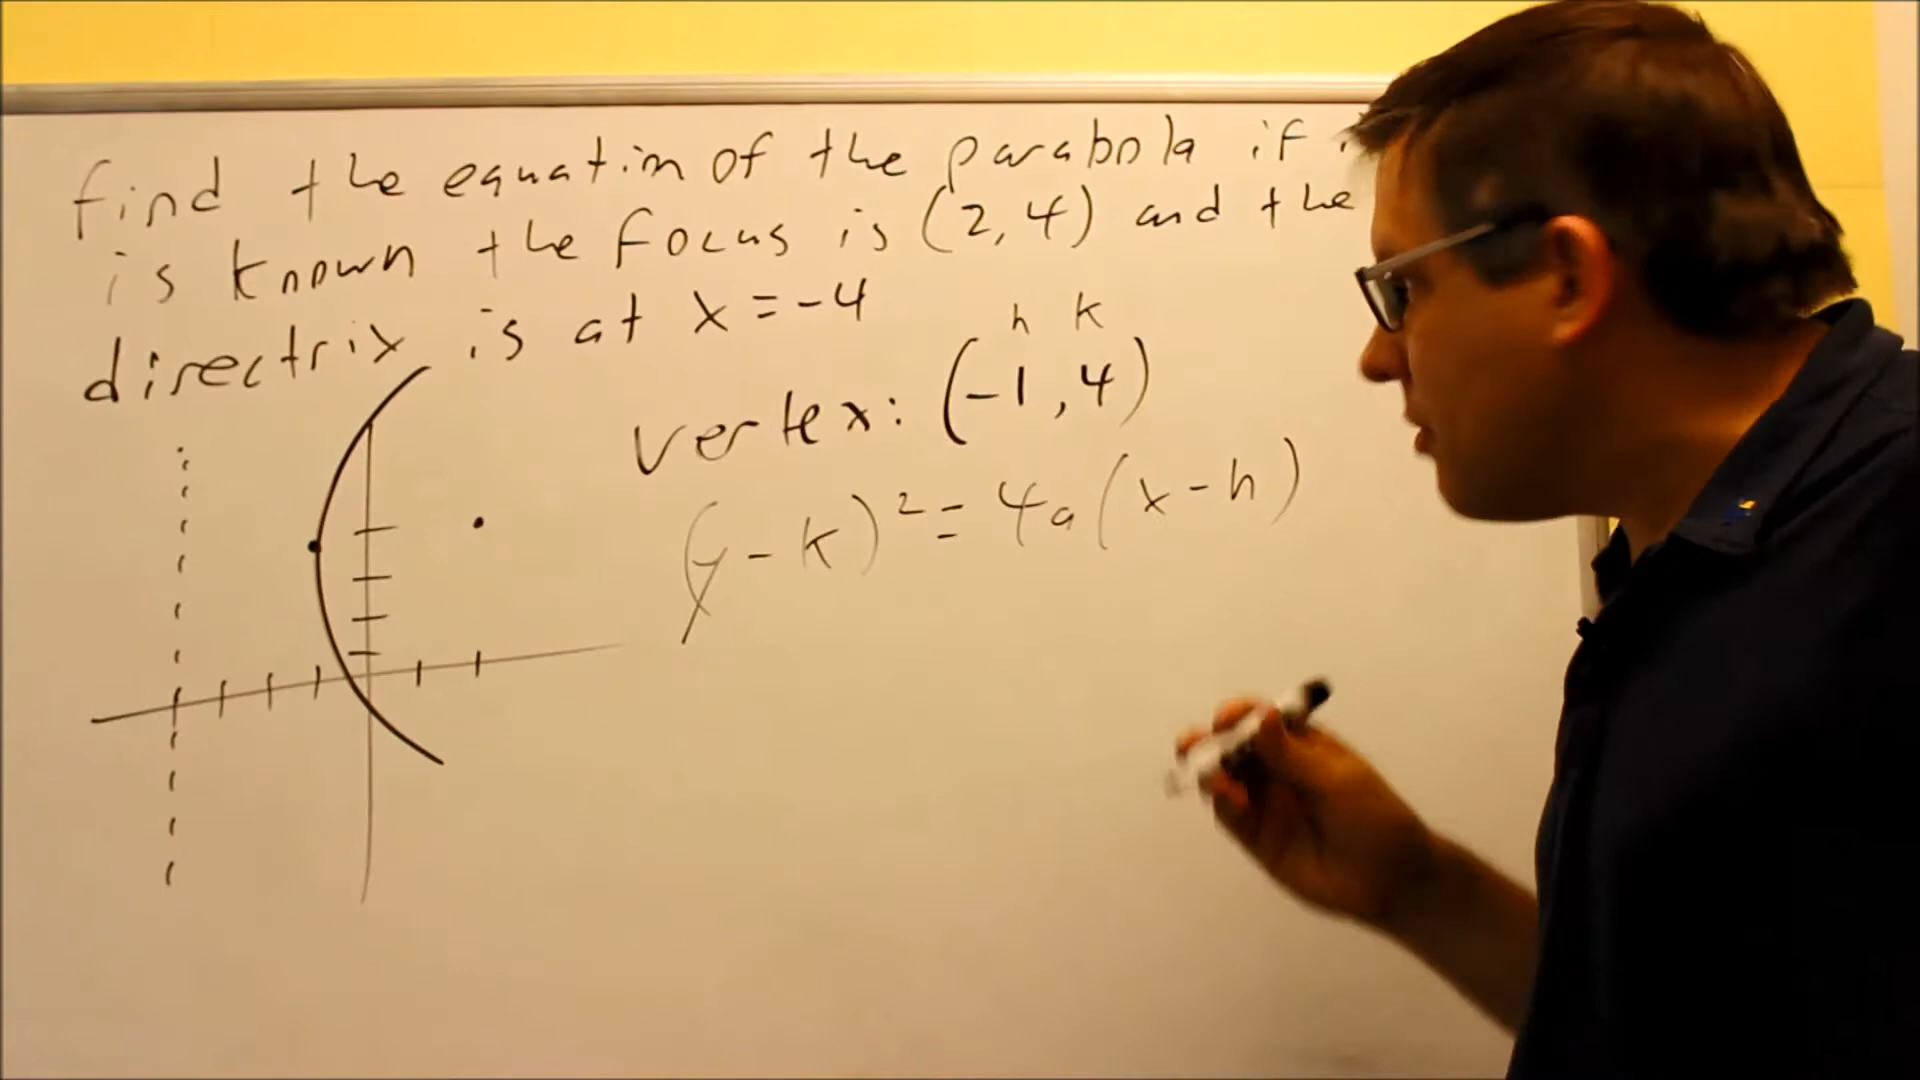 find the equation of the parabola if
is known the focus is (2,4) and the
directrix is at x = -4
h k
vertex: (-1,4)
(y-k)² = 4a(x-h)